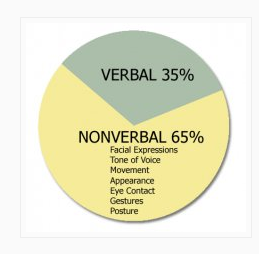 VERBAL 35%
NONVERBAL 65%
Facial Expressions
Tone of Voice
Movement
Appearance
Eye Contact
Gestures
Posture